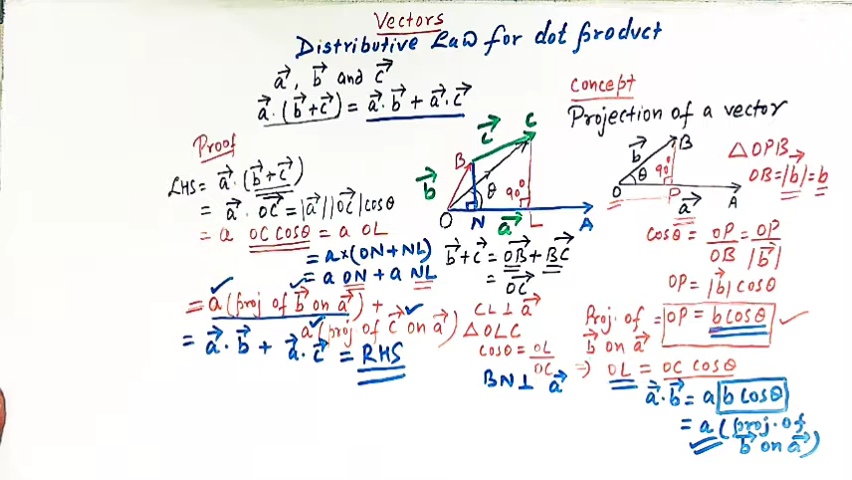 Vectors
Distributive Law for dot product
a⃗, b⃗ and c⃗
a⃗.(b⃗+c⃗) = a⃗.b⃗ + a⃗.c⃗
Proof
LHS = a⃗.(b⃗+c⃗)
= a⃗.OC⃗ = |a⃗||OC⃗|cosθ
= a OC cosθ = a OL
= a×(ON+NL)
= a ON + a NL
= a(proj of b⃗ on a⃗) +
a(proj of c⃗ on a⃗)
= a⃗.b⃗ + a⃗.c⃗ = RHS
c⃗ C
B
b⃗ θ 90°
O N a⃗ L A
b⃗+c⃗ = OB⃗+BC⃗
= OC⃗
CL⊥a⃗
△OLC
cosθ = OL/OC
BN⊥ a⃗
⇒ OL = OC cosθ
concept
Projection of a vector
b⃗ B
θ 90°
O P A
a⃗
△OPB
OB=|b⃗|=b
cosθ = OP/OB = OP/|b⃗|
OP = |b⃗| cosθ
Proj. of b⃗ on a⃗ = OP = b cosθ
a⃗.b⃗ = a b cosθ
= a (proj. of
b⃗ on a⃗)